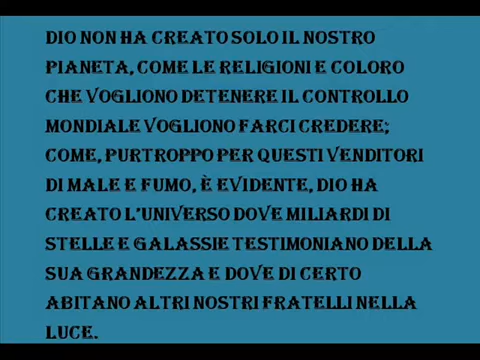 DIO NON HA CREATO SOLO IL NOSTRO
PIANETA, COME LE RELIGIONI E COLORO
CHE VOGLIONO DETENERE IL CONTROLLO
MONDIALE VOGLIONO FARCI CREDERE;
COME, PURTROPPO PER QUESTI VENDITORI
DI MALE E FUMO, È EVIDENTE, DIO HA
CREATO L'UNIVERSO DOVE MILIARDI DI
STELLE E GALASSIE TESTIMONIANO DELLA
SUA GRANDEZZA E DOVE DI CERTO
ABITANO ALTRI NOSTRI FRATELLI NELLA
LUCE.